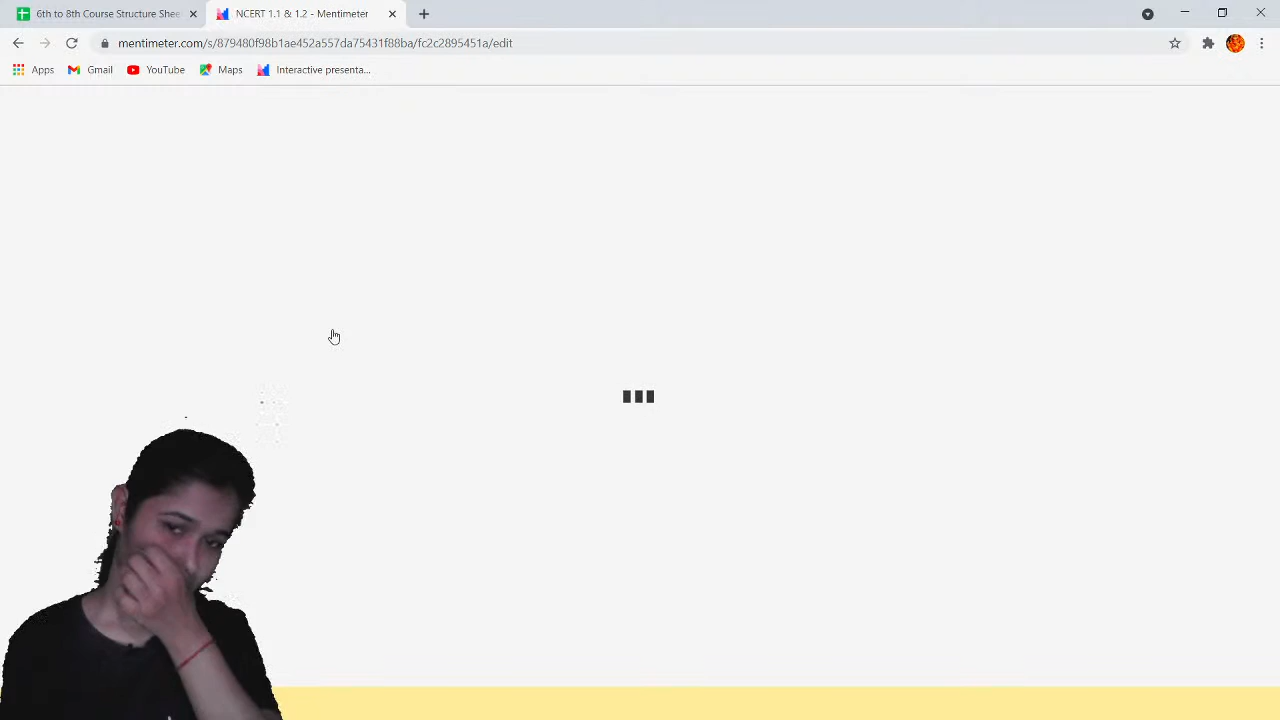 6th to 8th Course Structure Shee
NCERT 1.1 & 1.2 - Mentimeter
mentimeter.com/s/879480f98b1ae452a557da75431f88ba/fc2c2895451a/edit
Apps
Gmail
YouTube
Maps
Interactive presenta...